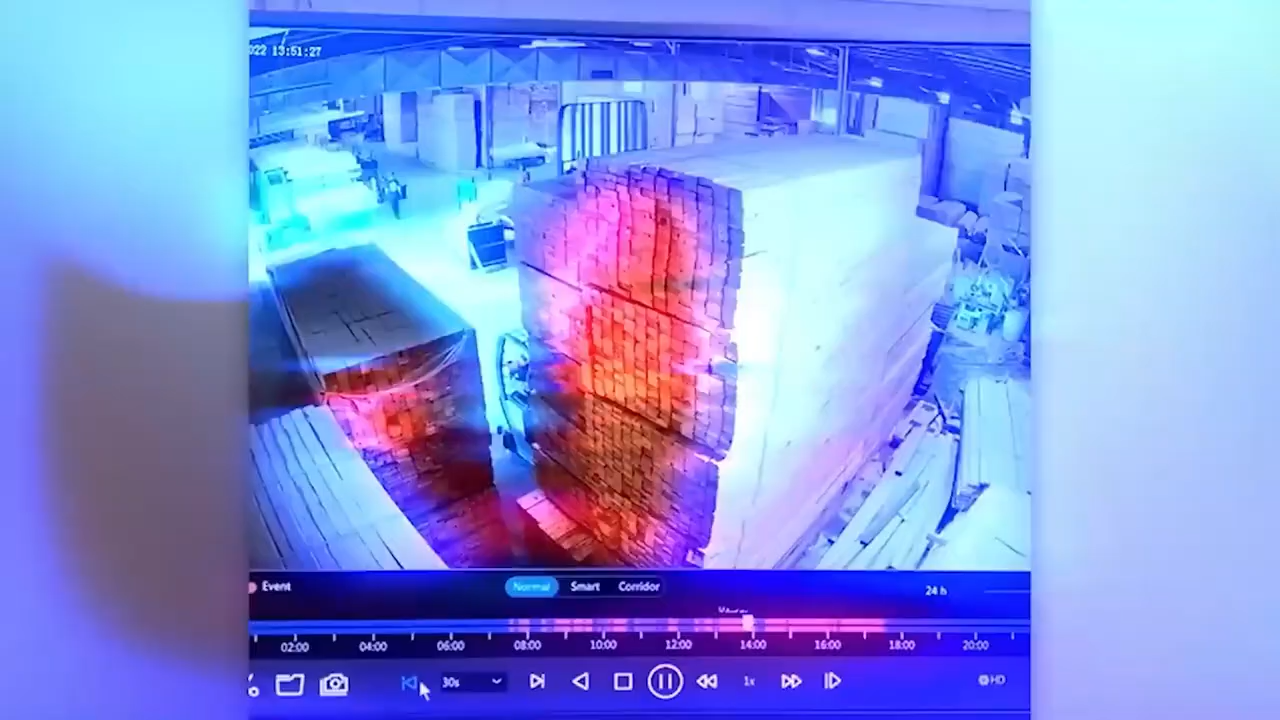 022 13:51:27
Event
Normal Smart Corridor
24 h
02:00 04:00 06:00 08:00 10:00 12:00 14:00 16:00 18:00 20:00
30s
1x
HD